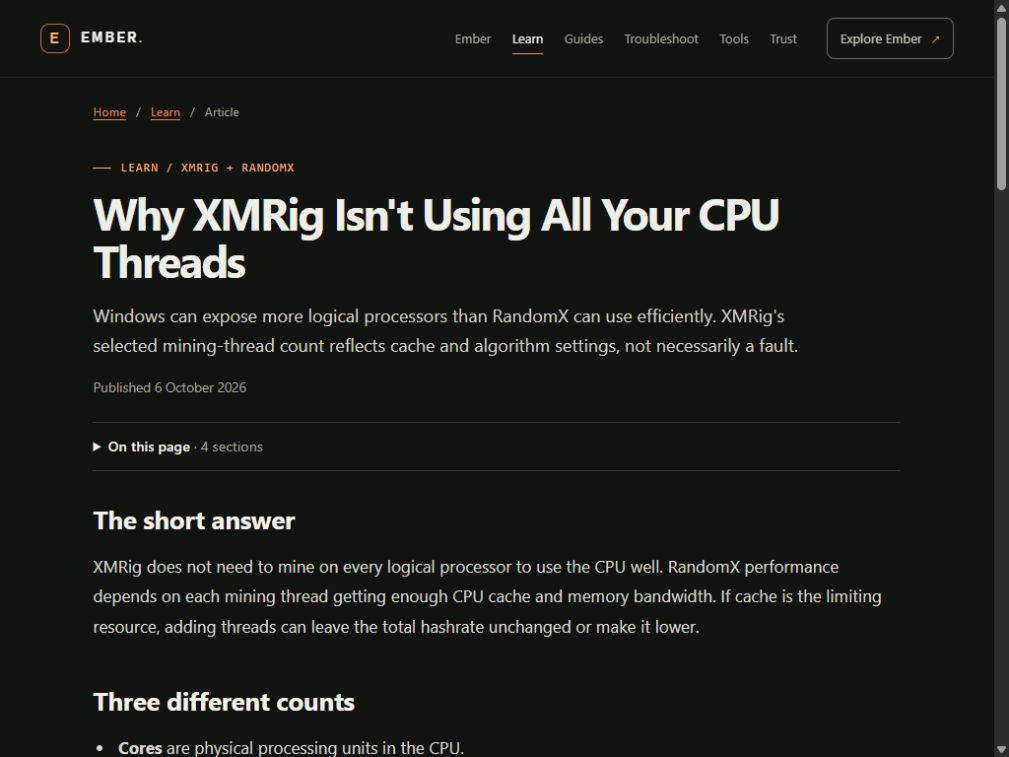 E EMBER.
Ember Learn Guides Troubleshoot Tools Trust Explore Ember ↗
Home / Learn / Article
LEARN / XMRIG + RANDOMX
Why XMRig Isn't Using All Your CPU
Threads
Windows can expose more logical processors than RandomX can use efficiently. XMRig's
selected mining-thread count reflects cache and algorithm settings, not necessarily a fault.
Published 6 October 2026
On this page · 4 sections
The short answer
XMRig does not need to mine on every logical processor to use the CPU well. RandomX performance
depends on each mining thread getting enough CPU cache and memory bandwidth. If cache is the limiting
resource, adding threads can leave the total hashrate unchanged or make it lower.
Three different counts
• Cores are physical processing units in the CPU.